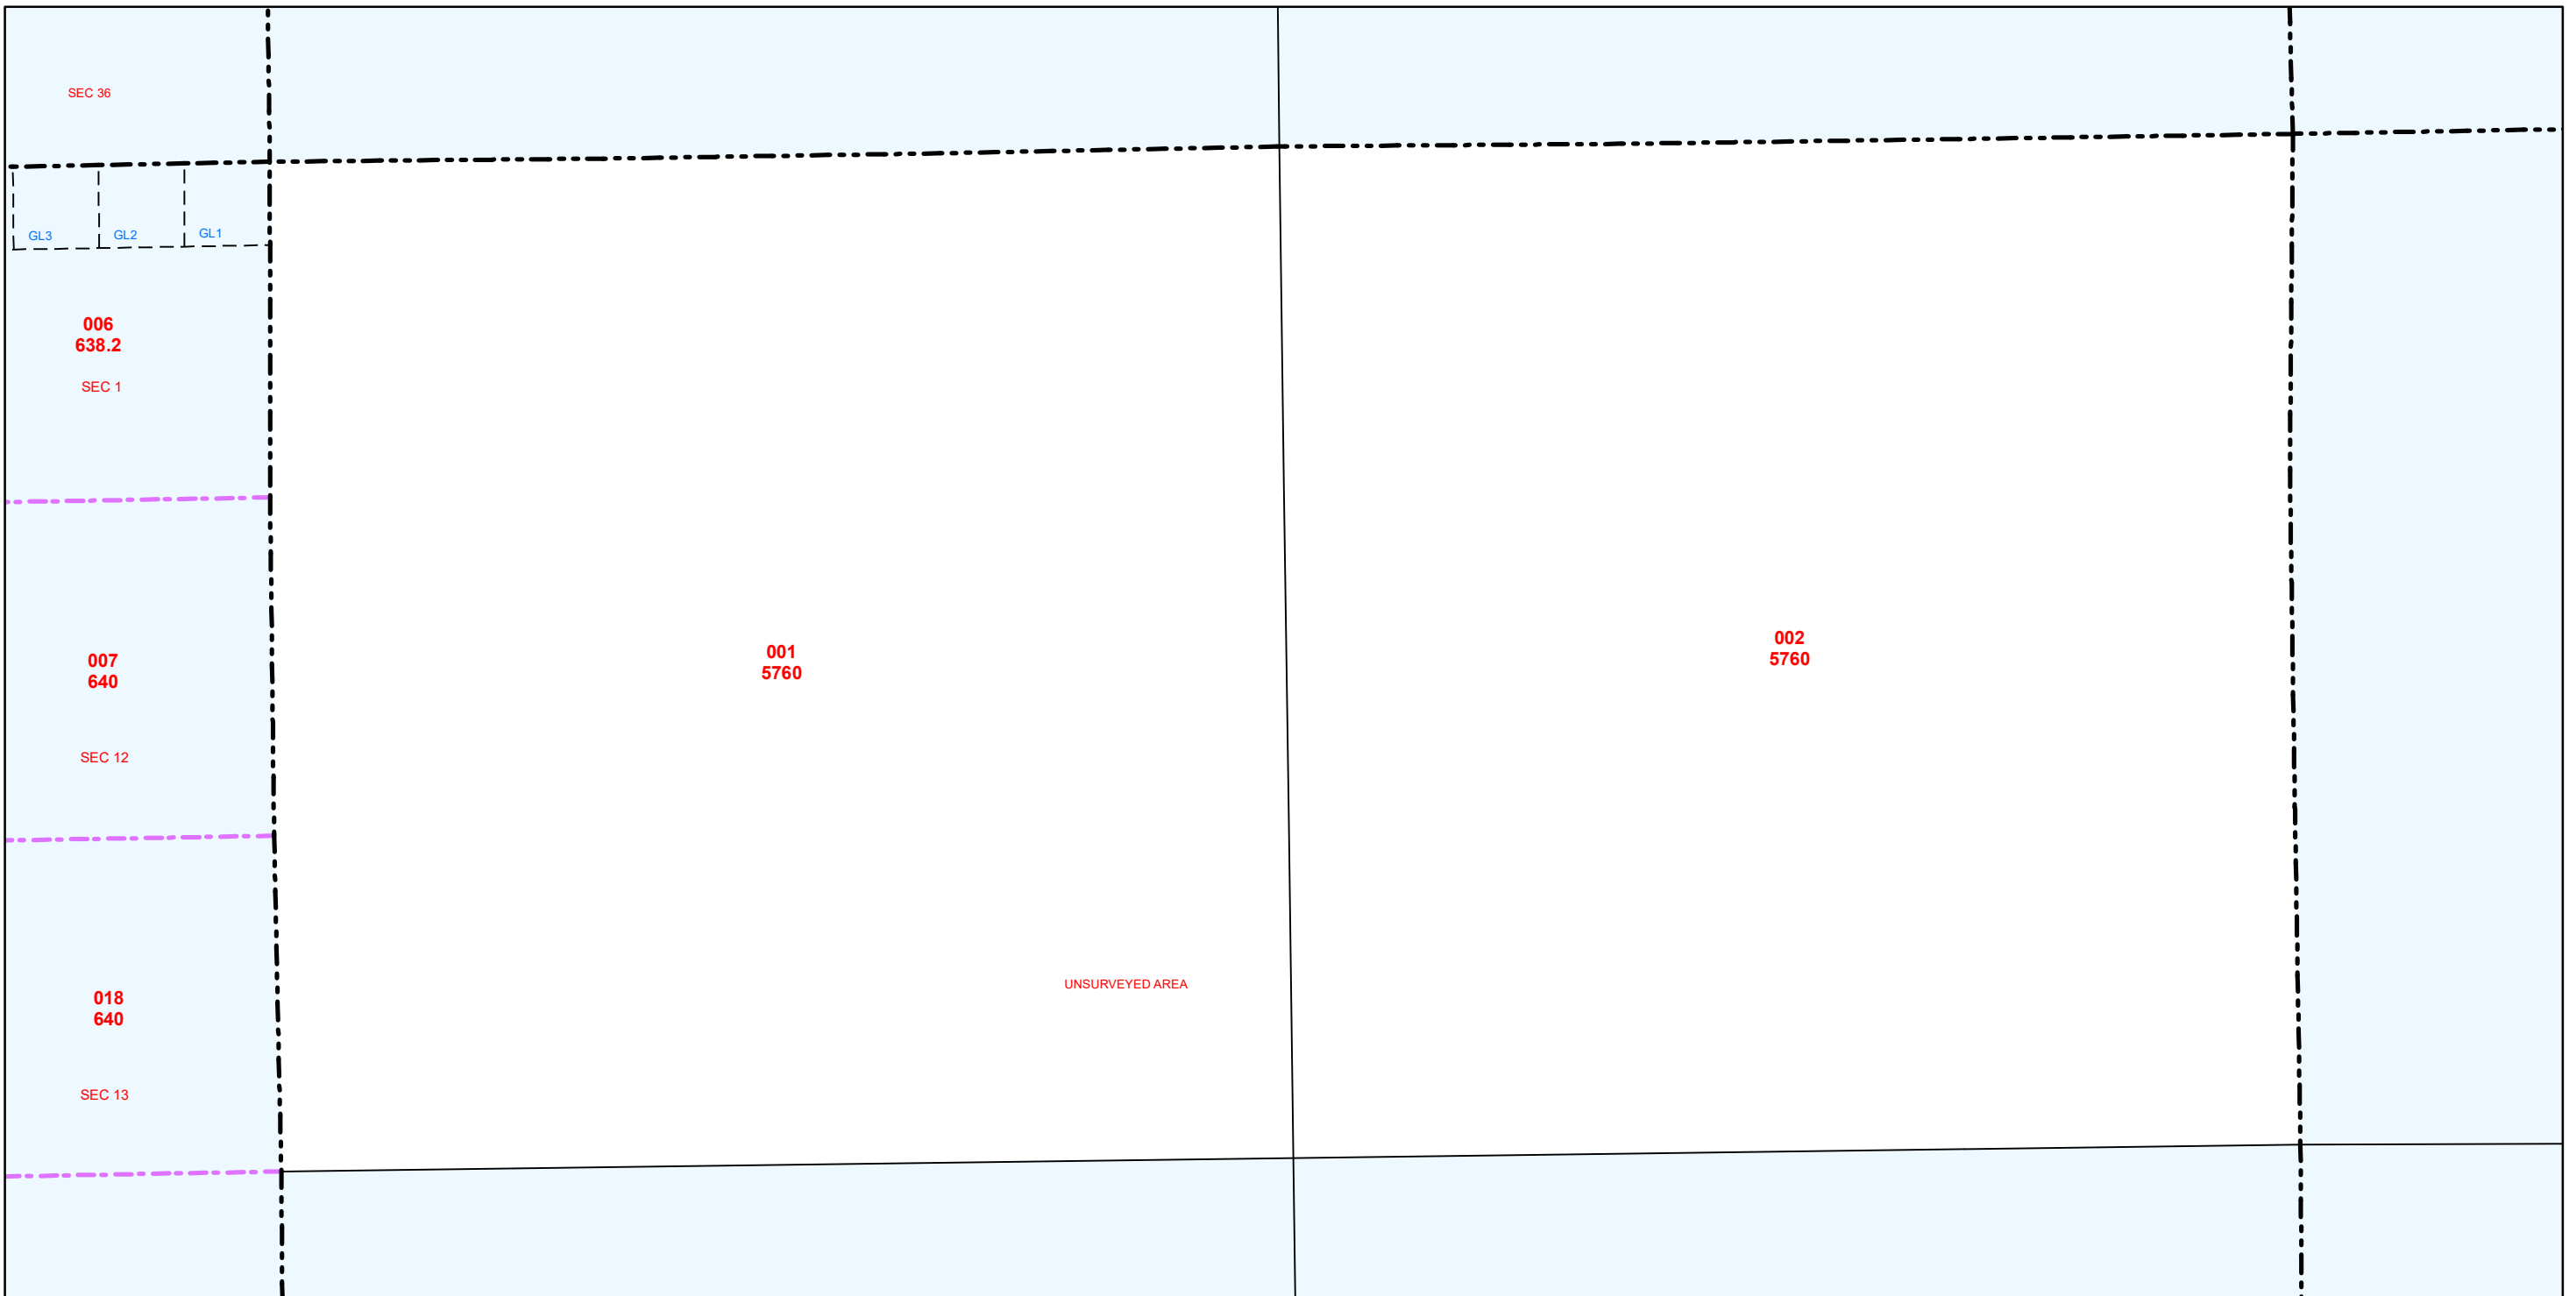 SEC 36
GL3
GL2
GL1
006
638.2
SEC 1
007
640
SEC 12
018
640
SEC 13
001
5760
UNSURVEYED AREA
002
5760